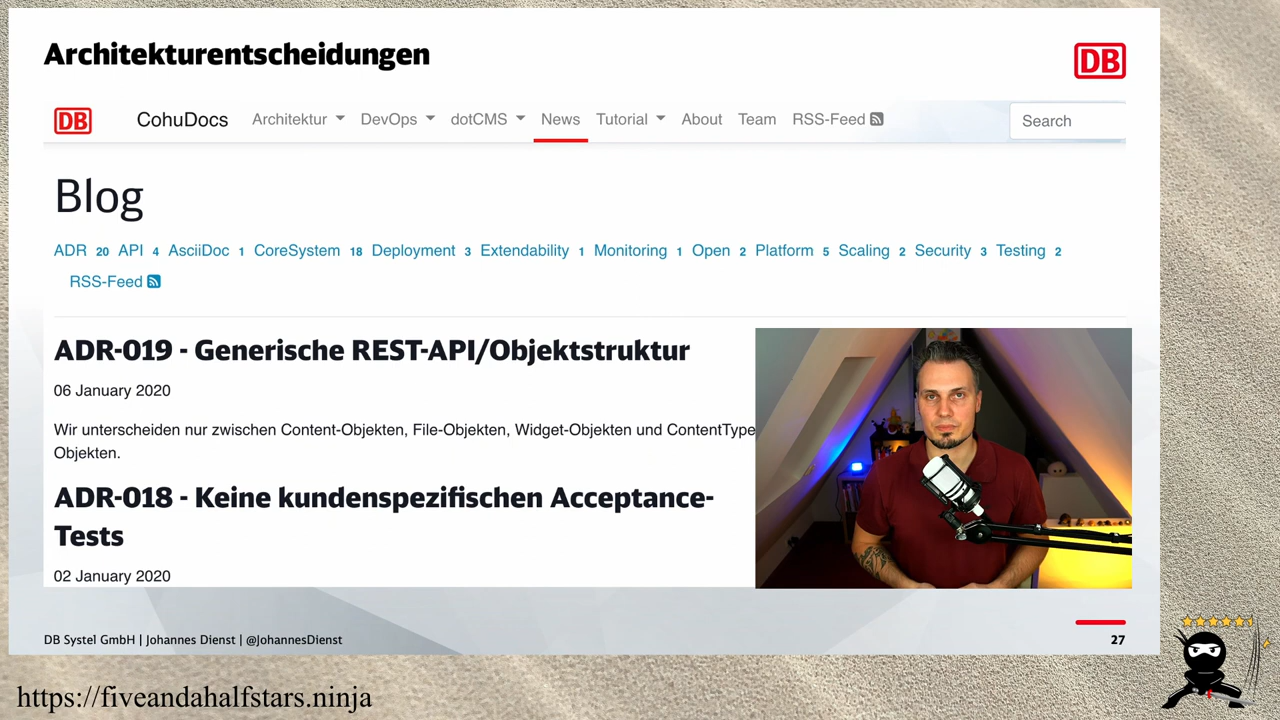 Architekturentscheidungen
DB
DB CohuDocs Architektur DevOps dotCMS News Tutorial About Team RSS-Feed Search
Blog
ADR 20 API 4 AsciiDoc 1 CoreSystem 18 Deployment 3 Extendability 1 Monitoring 1 Open 2 Platform 5 Scaling 2 Security 3 Testing 2
RSS-Feed
ADR-019 - Generische REST-API/Objektstruktur
06 January 2020
Wir unterscheiden nur zwischen Content-Objekten, File-Objekten, Widget-Objekten und ContentType
Objekten.
ADR-018 - Keine kundenspezifischen Acceptance-
Tests
02 January 2020
DB Systel GmbH | Johannes Dienst | @JohannesDienst
27
https://fiveandahalfstars.ninja